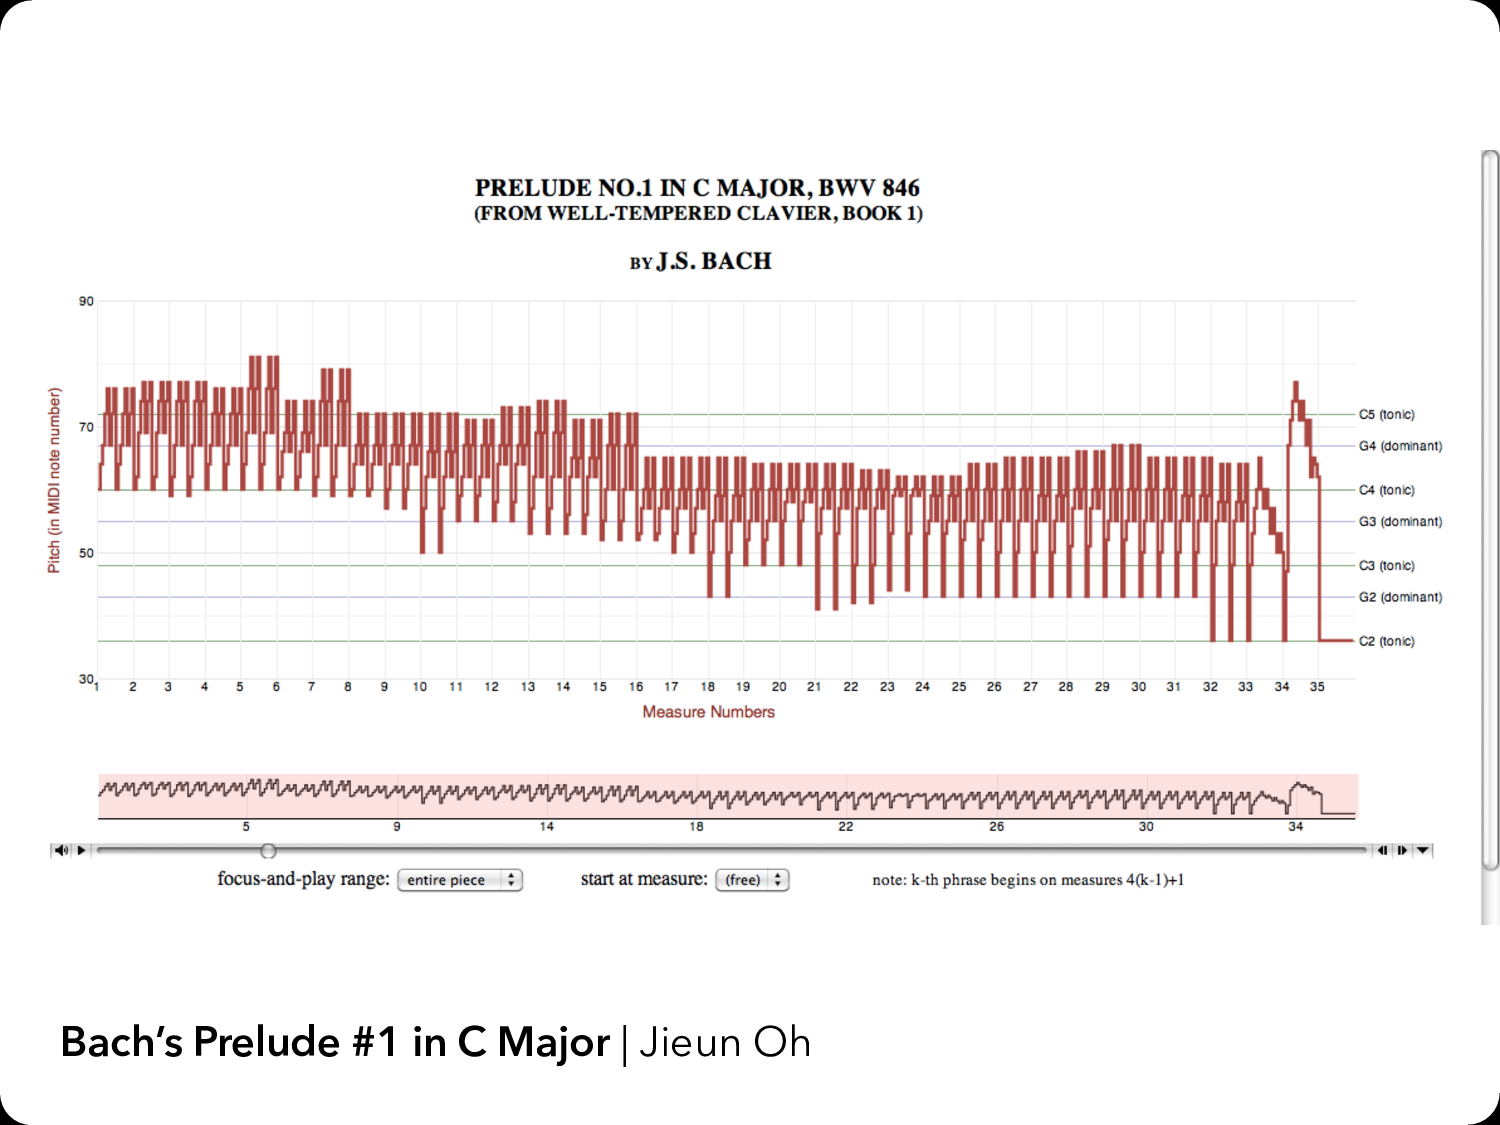 PRELUDE NO.1 IN C MAJOR, BWV 846
(FROM WELL-TEMPERED CLAVIER, BOOK 1)
BY J.S. BACH
90
70
50
30
Pitch (in MIDI note number)
C5 (tonic)
G4 (dominant)
C4 (tonic)
G3 (dominant)
C3 (tonic)
G2 (dominant)
C2 (tonic)
1 2 3 4 5 6 7 8 9 10 11 12 13 14 15 16 17 18 19 20 21 22 23 24 25 26 27 28 29 30 31 32 33 34 35
Measure Numbers
5 9 14 18 22 26 30 34
focus-and-play range: entire piece start at measure: (free) note: k-th phrase begins on measures 4(k-1)+1
Bach’s Prelude #1 in C Major | Jieun Oh